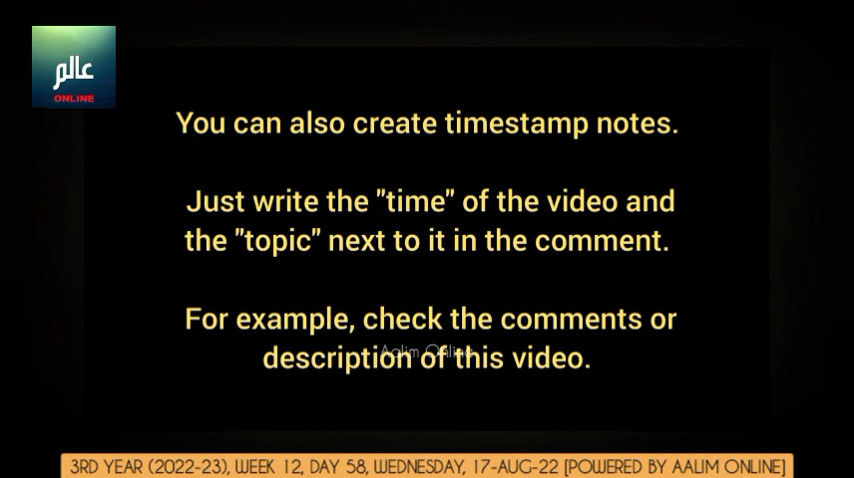 عالم
ONLINE
You can also create timestamp notes.
Just write the "time" of the video and
the "topic" next to it in the comment.
For example, check the comments or
Aalim Online
description of this video.
3RD YEAR (2022-23), WEEK 12, DAY 58, WEDNESDAY, 17-AUG-22 [POWERED BY AALIM ONLINE]